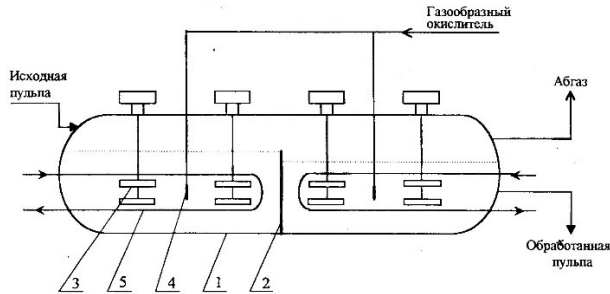 Газообразный
окислитель
Исходная
пульпа
Абгаз
Обработанная
пульпа
3
5
4
1
2